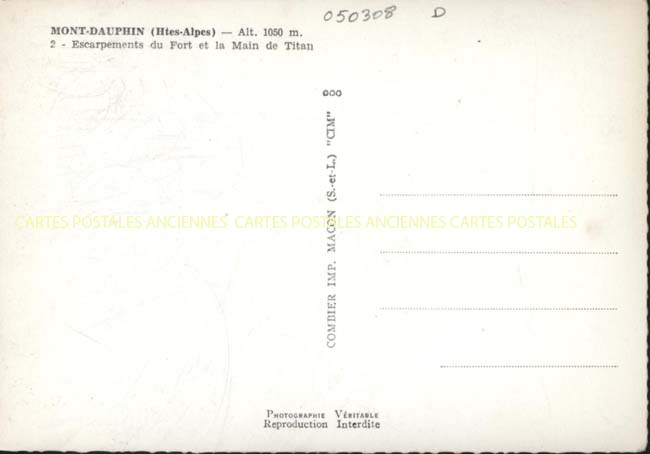 050308 D
MONT-DAUPHIN (Htes-Alpes) — Alt. 1050 m.
2 - Escarpements du Fort et la Main de Titan
COMBIER IMP. MACON (S.-et-L.) "CIM" ooo
CARTES POSTALES ANCIENNES CARTES POSTALES ANCIENNES CARTES POSTALES
PHOTOGRAPHIE VÉRITABLE
Reproduction Interdite